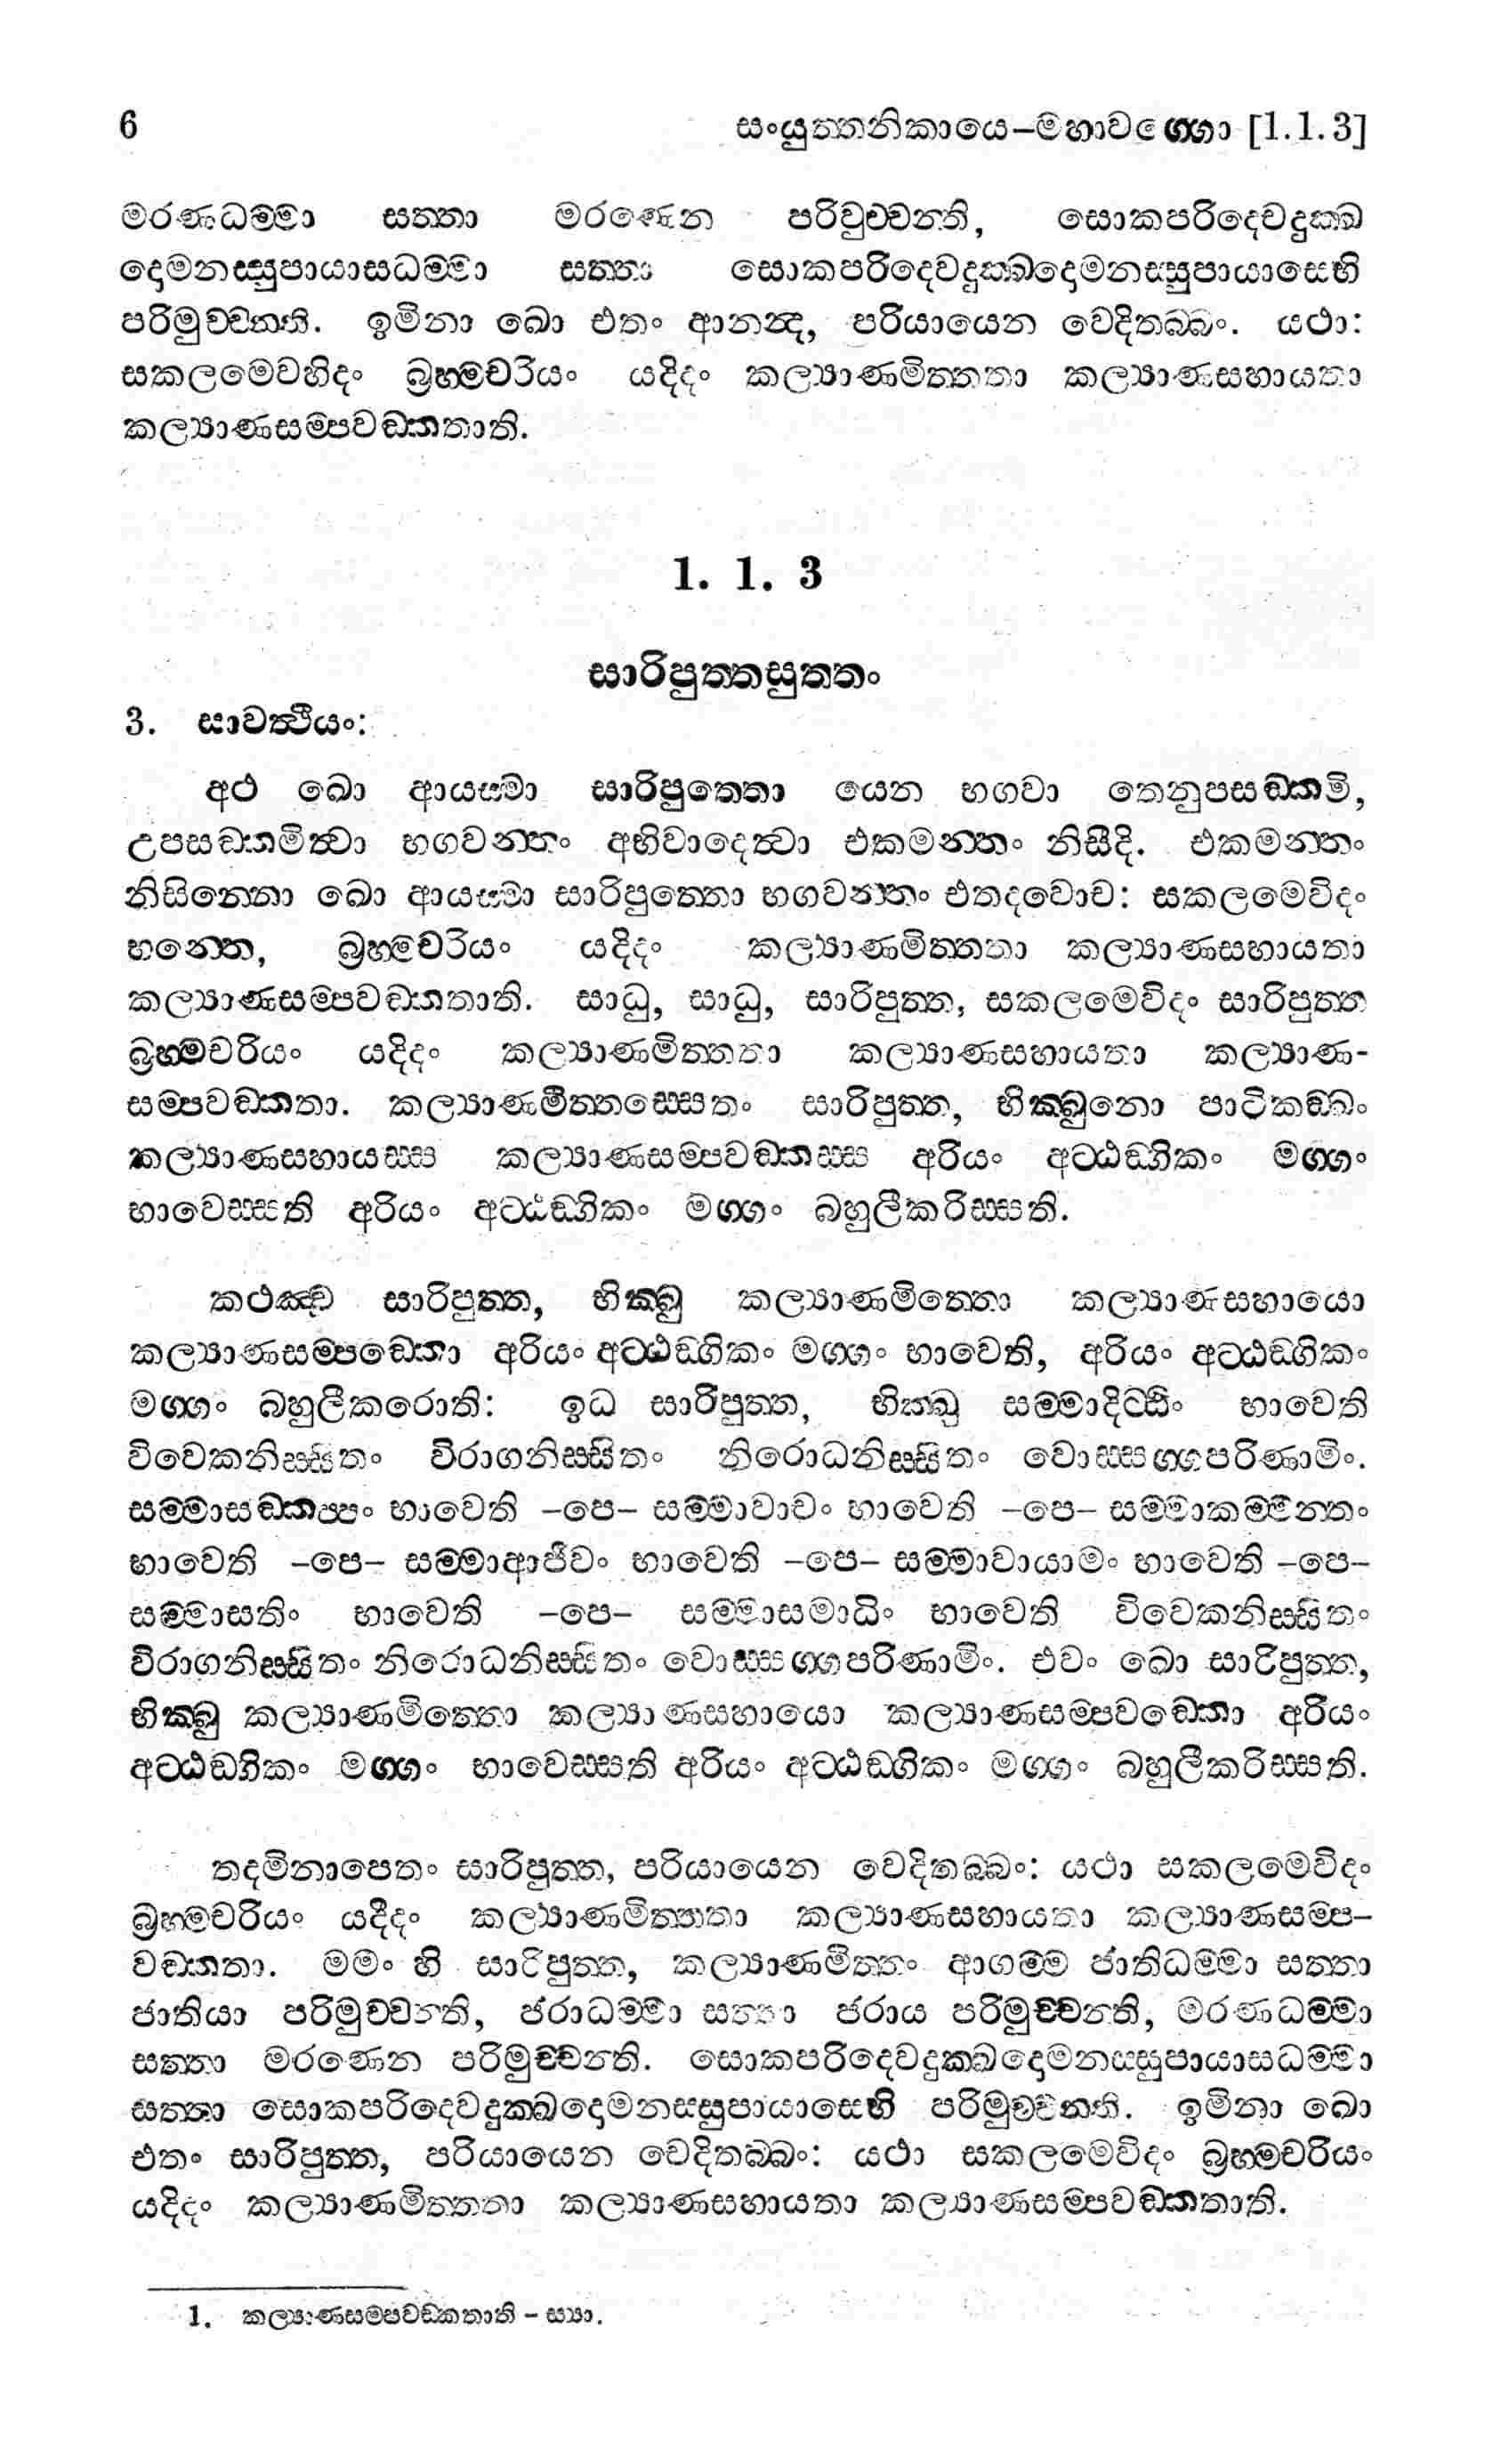 6 සංයුත්තනිකායෙ–මහාවග්ගො [1.1.3]
මරණධම්මා සත්තා මරණෙන පරිවුච්චන්ති, සොකපරිදෙවදුක්ඛ
දොමනස්සුපායාසධම්මා සත්තා සොකපරිදෙවදුක්ඛදොමනස්සුපායාසෙභි
පරිමුච්චන්ති. ඉමිනා ඛො එතං ආනන්ද, පරියායෙන වෙදිතබ්බං. යථා:
සකලමෙවහිදං බ්‍රහ්මචරියං යදිදං කල්‍යාණමිත්තතා කල්‍යාණසහායතා
කල්‍යාණසම්පවඞ්කතාති.
1. 1. 3
සාරිපුත්තසුත්තං
3. සාවත්ථියං:
අථ ඛො ආයස්මා සාරිපුත්තො යෙන භගවා තෙනුපසඞ්කමි,
උපසඞ්කමිත්වා භගවන්තං අභිවාදෙත්වා එකමන්තං නිසීදි. එකමන්තං
නිසින්නො ඛො ආයස්මා සාරිපුත්තො භගවන්තං එතදවොච: සකලමෙවිදං
භන්තෙ, බ්‍රහ්මචරියං යදිදං කල්‍යාණමිත්තතා කල්‍යාණසහායතා
කල්‍යාණසම්පවඞ්කතාති. සාධු, සාධු, සාරිපුත්ත, සකලමෙවිදං සාරිපුත්ත
බ්‍රහ්මචරියං යදිදං කල්‍යාණමිත්තතා කල්‍යාණසහායතා කල්‍යාණ-
සම්පවඞ්කතා. කල්‍යාණමිත්තස්සෙතං සාරිපුත්ත, භික්ඛුනො පාටිකඞ්ඛං
කල්‍යාණසහායස්ස කල්‍යාණසම්පවඞ්කස්ස අරියං අට්ඨඞ්ගිකං මග්ගං
භාවෙස්සති අරියං අට්ඨඞ්ගිකං මග්ගං බහුලීකරිස්සති.
කථඤ්ච සාරිපුත්ත, භික්ඛු කල්‍යාණමිත්තො කල්‍යාණසහායො
කල්‍යාණසම්පඞ්කො අරියං අට්ඨඞ්ගිකං මග්ගං භාවෙති, අරියං අට්ඨඞ්ගිකං
මග්ගං බහුලීකරොති: ඉධ සාරිපුත්ත, භික්ඛු සම්මාදිට්ඨිං භාවෙති
විවෙකනිස්සිතං විරාගනිස්සිතං නිරොධනිස්සිතං වොස්සග්ගපරිණාමිං.
සම්මාසඞ්කප්පං භාවෙති –පෙ– සම්මාවාචං භාවෙති –පෙ– සම්මාකම්මන්තං
භාවෙති –පෙ– සම්මාආජීවං භාවෙති –පෙ– සම්මාවායාමං භාවෙති –පෙ–
සම්මාසතිං භාවෙති –පෙ– සම්මාසමාධිං භාවෙති විවෙකනිස්සිතං
විරාගනිස්සිතං නිරොධනිස්සිතං වොස්සග්ගපරිණාමිං. එවං ඛො සාරිපුත්ත,
භික්ඛු කල්‍යාණමිත්තො කල්‍යාණසහායො කල්‍යාණසම්පවඞ්කො අරියං
අට්ඨඞ්ගිකං මග්ගං භාවෙස්සති අරියං අට්ඨඞ්ගිකං මග්ගං බහුලීකරිස්සති.
තදමිනාපෙතං සාරිපුත්ත, පරියායෙන වෙදිතබ්බං: යථා සකලමෙවිදං
බ්‍රහ්මචරියං යදිදං කල්‍යාණමිත්තතා කල්‍යාණසහායතා කල්‍යාණසම්ප–
වඞ්කතා. මමං හි සාරිපුත්ත, කල්‍යාණමිත්තං ආගම්ම ජාතිධම්මා සත්තා
ජාතියා පරිමුච්චන්ති, ජරාධම්මා සත්තා ජරාය පරිමුච්චන්ති, මරණධම්මා
සත්තා මරණෙන පරිමුච්චන්ති. සොකපරිදෙවදුක්ඛදොමනස්සුපායාසධම්මා
සත්තා සොකපරිදෙවදුක්ඛදොමනස්සුපායාසෙභි පරිමුච්චන්ති. ඉමිනා ඛො
එතං සාරිපුත්ත, පරියායෙන වෙදිතබ්බං: යථා සකලමෙවිදං බ්‍රහ්මචරියං
යදිදං කල්‍යාණමිත්තතා කල්‍යාණසහායතා කල්‍යාණසම්පවඞ්කතාති.
1. කල්‍යාණසම්පවඞ්කතාති – ස්‍යා.